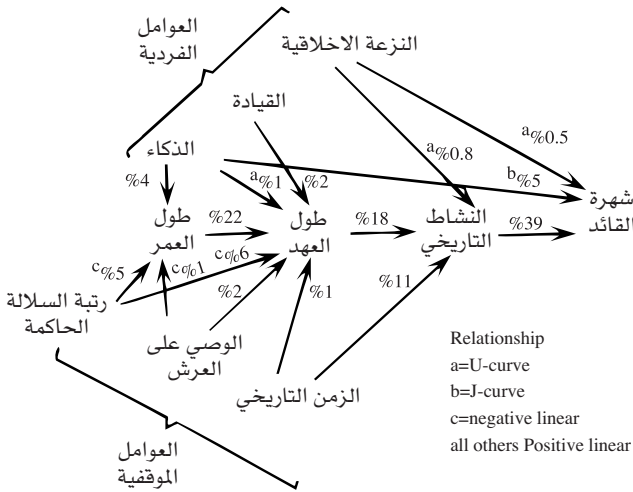 العوامل
الفردية
النزعة الاخلاقية
القيادة
الذكاء
a%0.5
a%0.8
b%5
a%1
%2
%4
شهرة
القائد
طول
العمر
%22
طول
العهد
%18
النشاط
التاريخي
%39
c%5
c%1
c%6
%2
%1
%11
رتبة السلالة
الحاكمة
الوصي على
العرش
الزمن التاريخي
العوامل
الموقفية
Relationship
a=U-curve
b=J-curve
c=negative linear
all others Positive linear